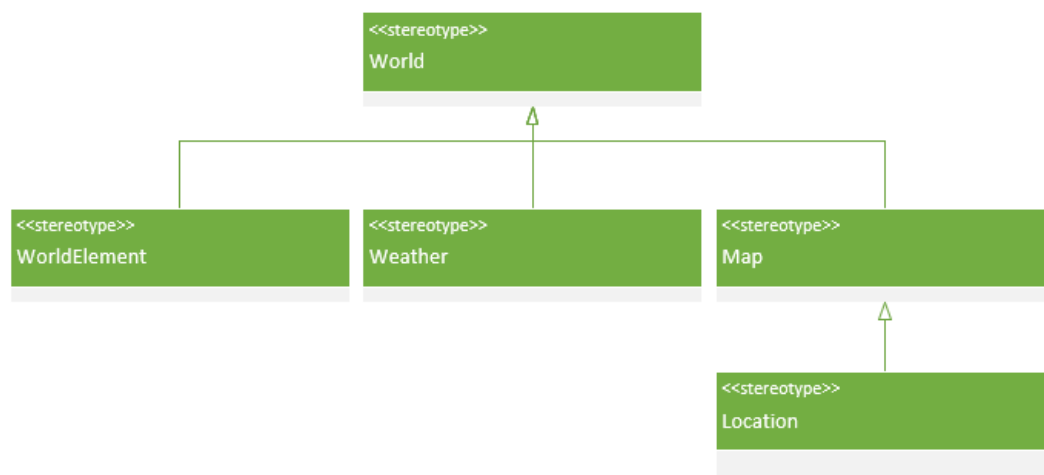 <<stereotype>>
World
<<stereotype>>
WorldElement
<<stereotype>>
Weather
<<stereotype>>
Map
<<stereotype>>
Location